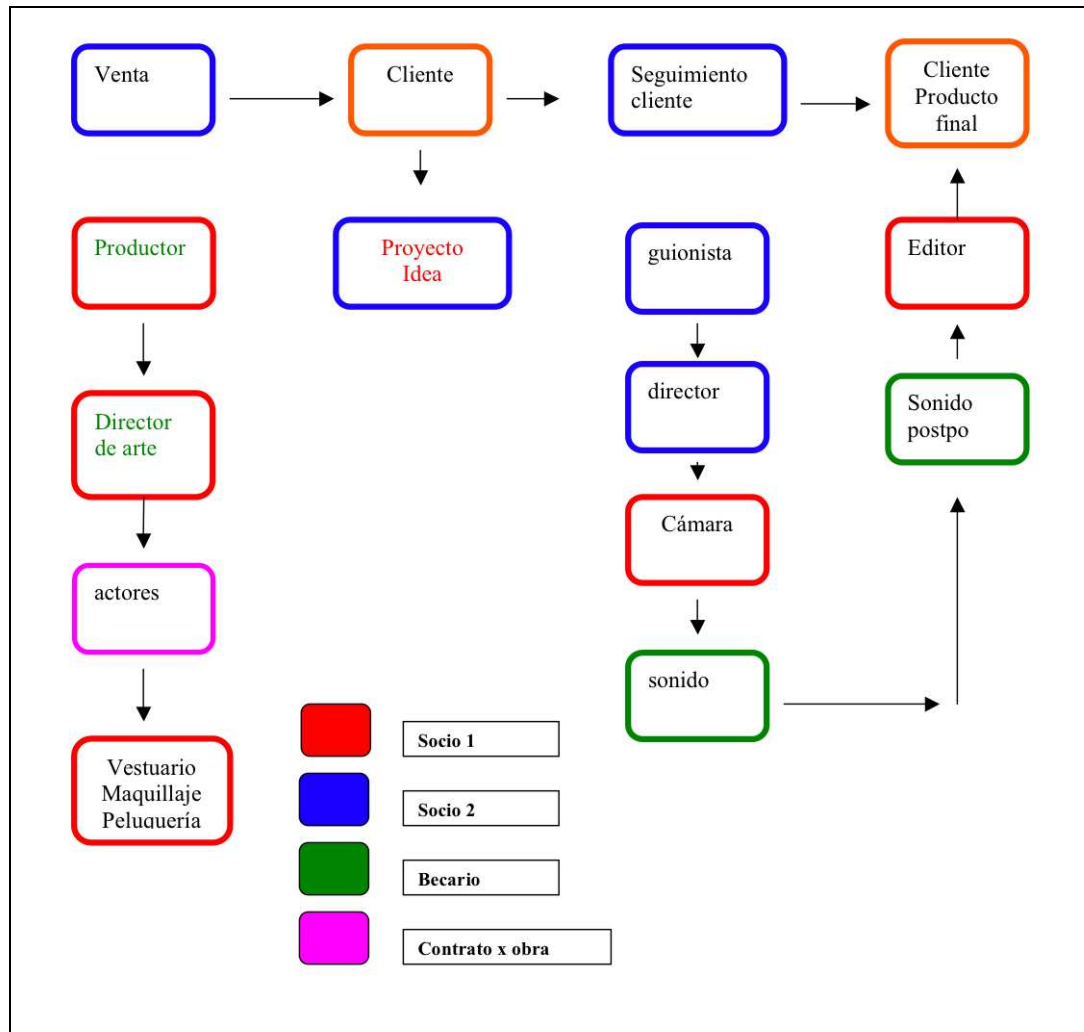 Venta
Cliente
Seguimiento
cliente
Cliente
Producto
final
Productor
Proyecto
Idea
guionista
Editor
Director
de arte
director
Sonido
postpo
Cámara
actores
sonido
Vestuario
Maquillaje
Peluquería
Socio 1
Socio 2
Becario
Contrato x obra